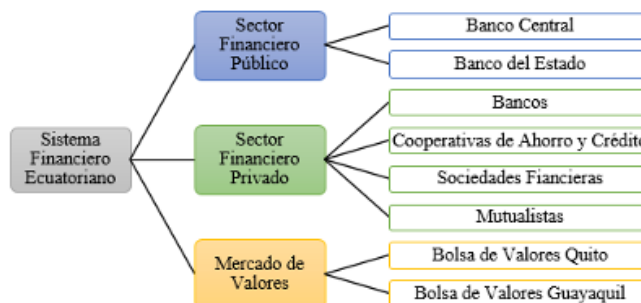 Sistema
Financiero
Ecuatoriano
Sector
Financiero
Público
Banco Central
Banco del Estado
Sector
Financiero
Privado
Bancos
Cooperativas de Ahorro y Crédito
Sociedades Fiancieras
Mutualistas
Mercado de
Valores
Bolsa de Valores Quito
Bolsa de Valores Guayaquil